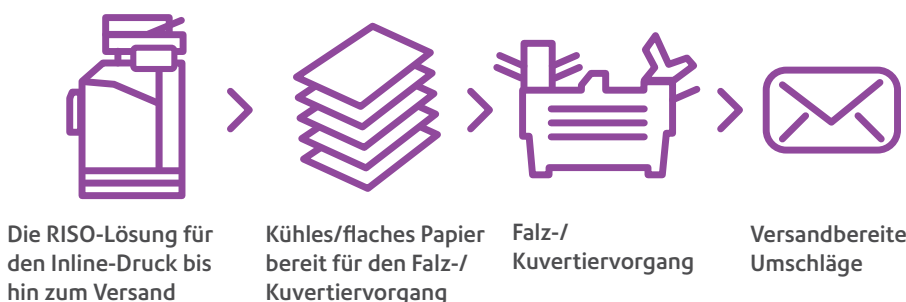 Die RISO-Lösung für
den Inline-Druck bis
hin zum Versand
Kühles/flaches Papier
bereit für den Falz-/
Kuvertiervorgang
Falz-/
Kuvertiervorgang
Versandbereite
Umschläge